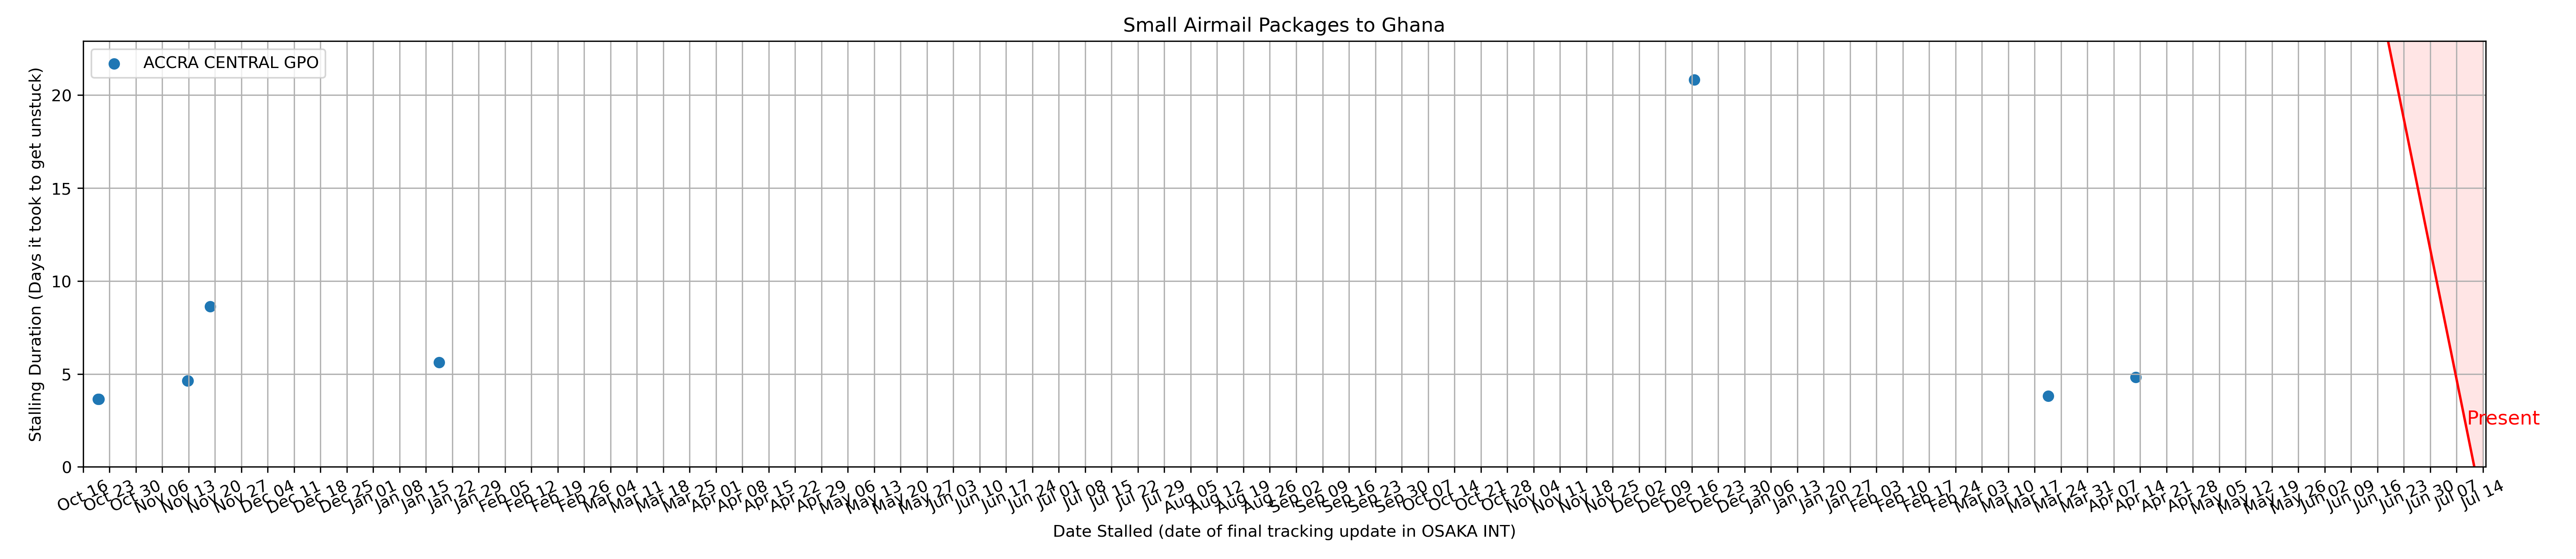 Small Airmail Packages to Ghana
ACCRA CENTRAL GPO
Stalling Duration (Days it took to get unstuck)
20
15
10
5
0
Present
Oct 16
Oct 23
Oct 30
Nov 06
Nov 13
Nov 20
Nov 27
Dec 04
Dec 11
Dec 18
Dec 25
Jan 01
Jan 08
Jan 15
Jan 22
Jan 29
Feb 05
Feb 12
Feb 19
Feb 26
Mar 04
Mar 11
Mar 18
Mar 25
Apr 01
Apr 08
Apr 15
Apr 22
Apr 29
May 06
May 13
May 20
May 27
Jun 03
Jun 10
Jun 17
Jun 24
Jul 01
Jul 08
Jul 15
Jul 22
Jul 29
Aug 05
Aug 12
Aug 19
Aug 26
Sep 02
Sep 09
Sep 16
Sep 23
Sep 30
Oct 07
Oct 14
Oct 21
Oct 28
Nov 04
Nov 11
Nov 18
Nov 25
Dec 02
Dec 09
Dec 16
Dec 23
Dec 30
Jan 06
Jan 13
Jan 20
Jan 27
Feb 03
Feb 10
Feb 17
Feb 24
Mar 03
Mar 10
Mar 17
Mar 24
Mar 31
Apr 07
Apr 14
Apr 21
Apr 28
May 05
May 12
May 19
May 26
Jun 02
Jun 09
Jun 16
Jun 23
Jun 30
Jul 07
Jul 14
Date Stalled (date of final tracking update in OSAKA INT)